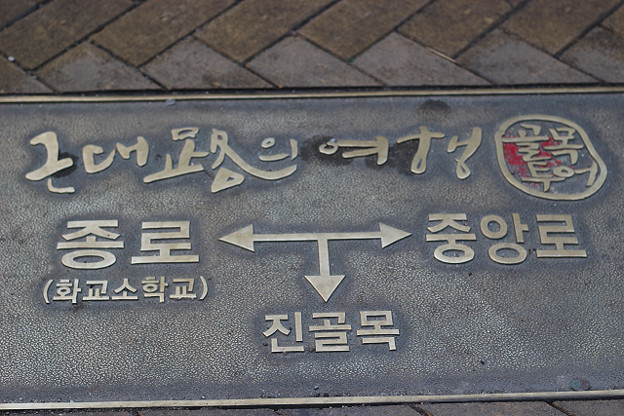 근대路의 여행 골목투어
종로 중앙로
(화교소학교)
진골목